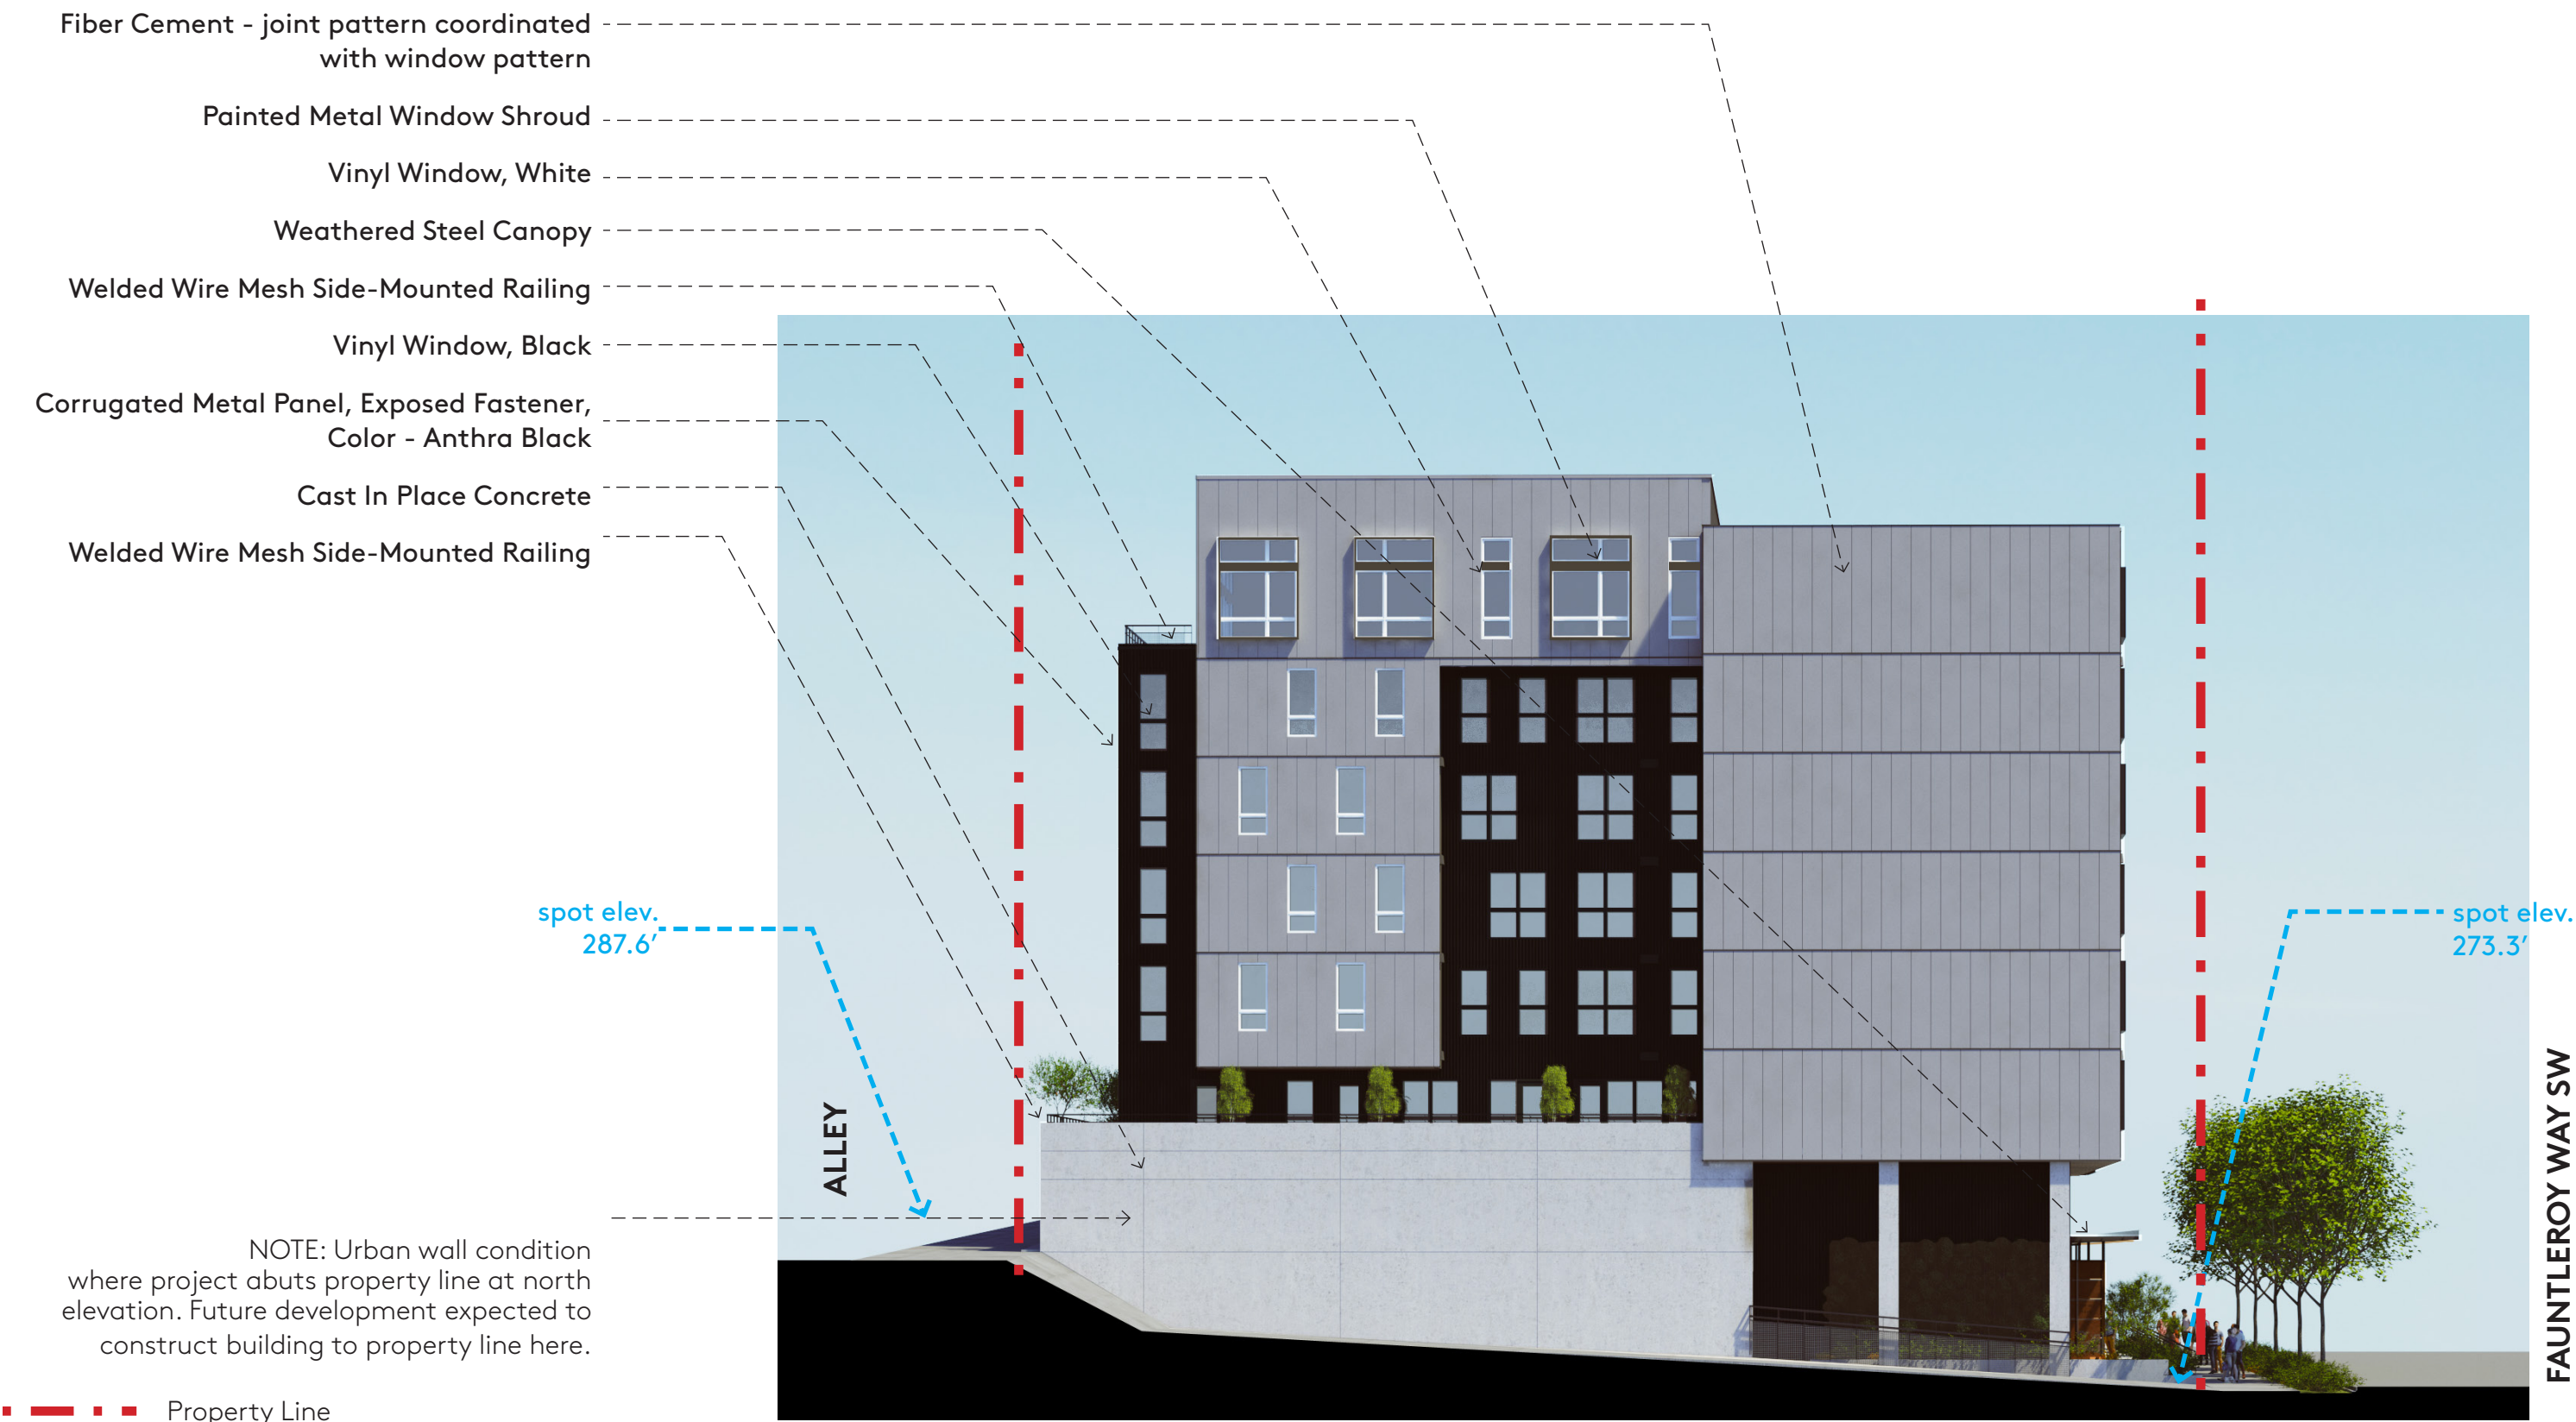 Fiber Cement - joint pattern coordinated
with window pattern
Painted Metal Window Shroud
Vinyl Window, White
Weathered Steel Canopy
Welded Wire Mesh Side-Mounted Railing
Vinyl Window, Black
Corrugated Metal Panel, Exposed Fastener,
Color - Anthra Black
Cast In Place Concrete
Welded Wire Mesh Side-Mounted Railing
spot elev.
287.6’
spot elev.
273.3’
ALLEY
FAUNTLEROY WAY SW
NOTE: Urban wall condition
where project abuts property line at north
elevation. Future development expected to
construct building to property line here.
Property Line